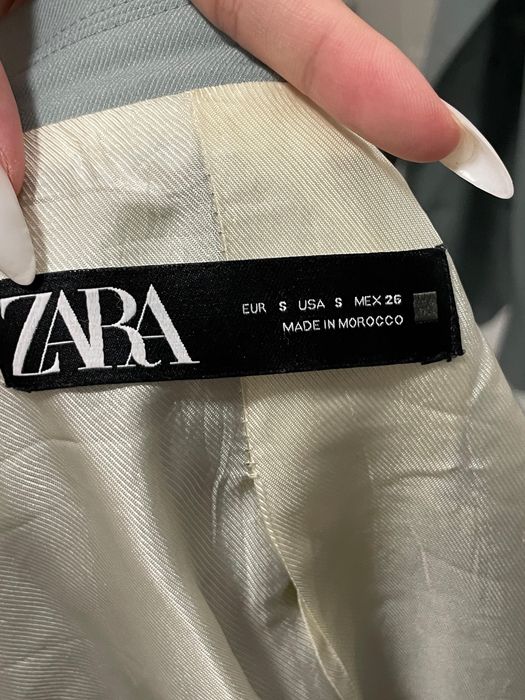 ZARA
EUR S USA S MEX 26
MADE IN MOROCCO